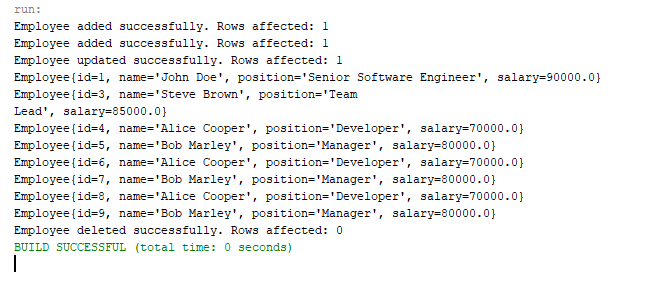 run:
Employee added successfully. Rows affected: 1
Employee added successfully. Rows affected: 1
Employee updated successfully. Rows affected: 1
Employee{id=1, name='John Doe', position='Senior Software Engineer', salary=90000.0}
Employee{id=3, name='Steve Brown', position='Team
Lead', salary=85000.0}
Employee{id=4, name='Alice Cooper', position='Developer', salary=70000.0}
Employee{id=5, name='Bob Marley', position='Manager', salary=80000.0}
Employee{id=6, name='Alice Cooper', position='Developer', salary=70000.0}
Employee{id=7, name='Bob Marley', position='Manager', salary=80000.0}
Employee{id=8, name='Alice Cooper', position='Developer', salary=70000.0}
Employee{id=9, name='Bob Marley', position='Manager', salary=80000.0}
Employee deleted successfully. Rows affected: 0
BUILD SUCCESSFUL (total time: 0 seconds)